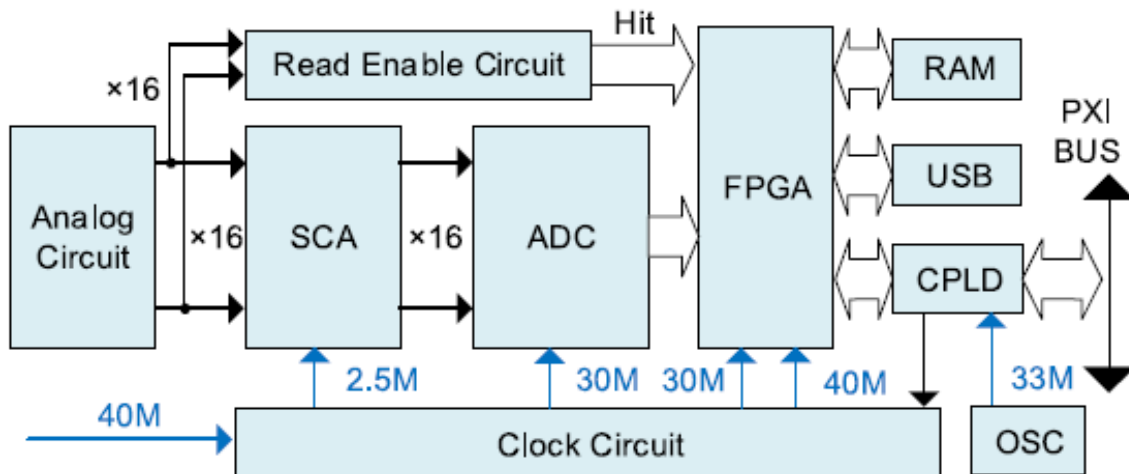 Hit
Read Enable Circuit
RAM
×16
PXI
BUS
Analog
Circuit
×16
SCA
×16
ADC
FPGA
USB
CPLD
2.5M
30M
30M
40M
33M
40M
Clock Circuit
OSC